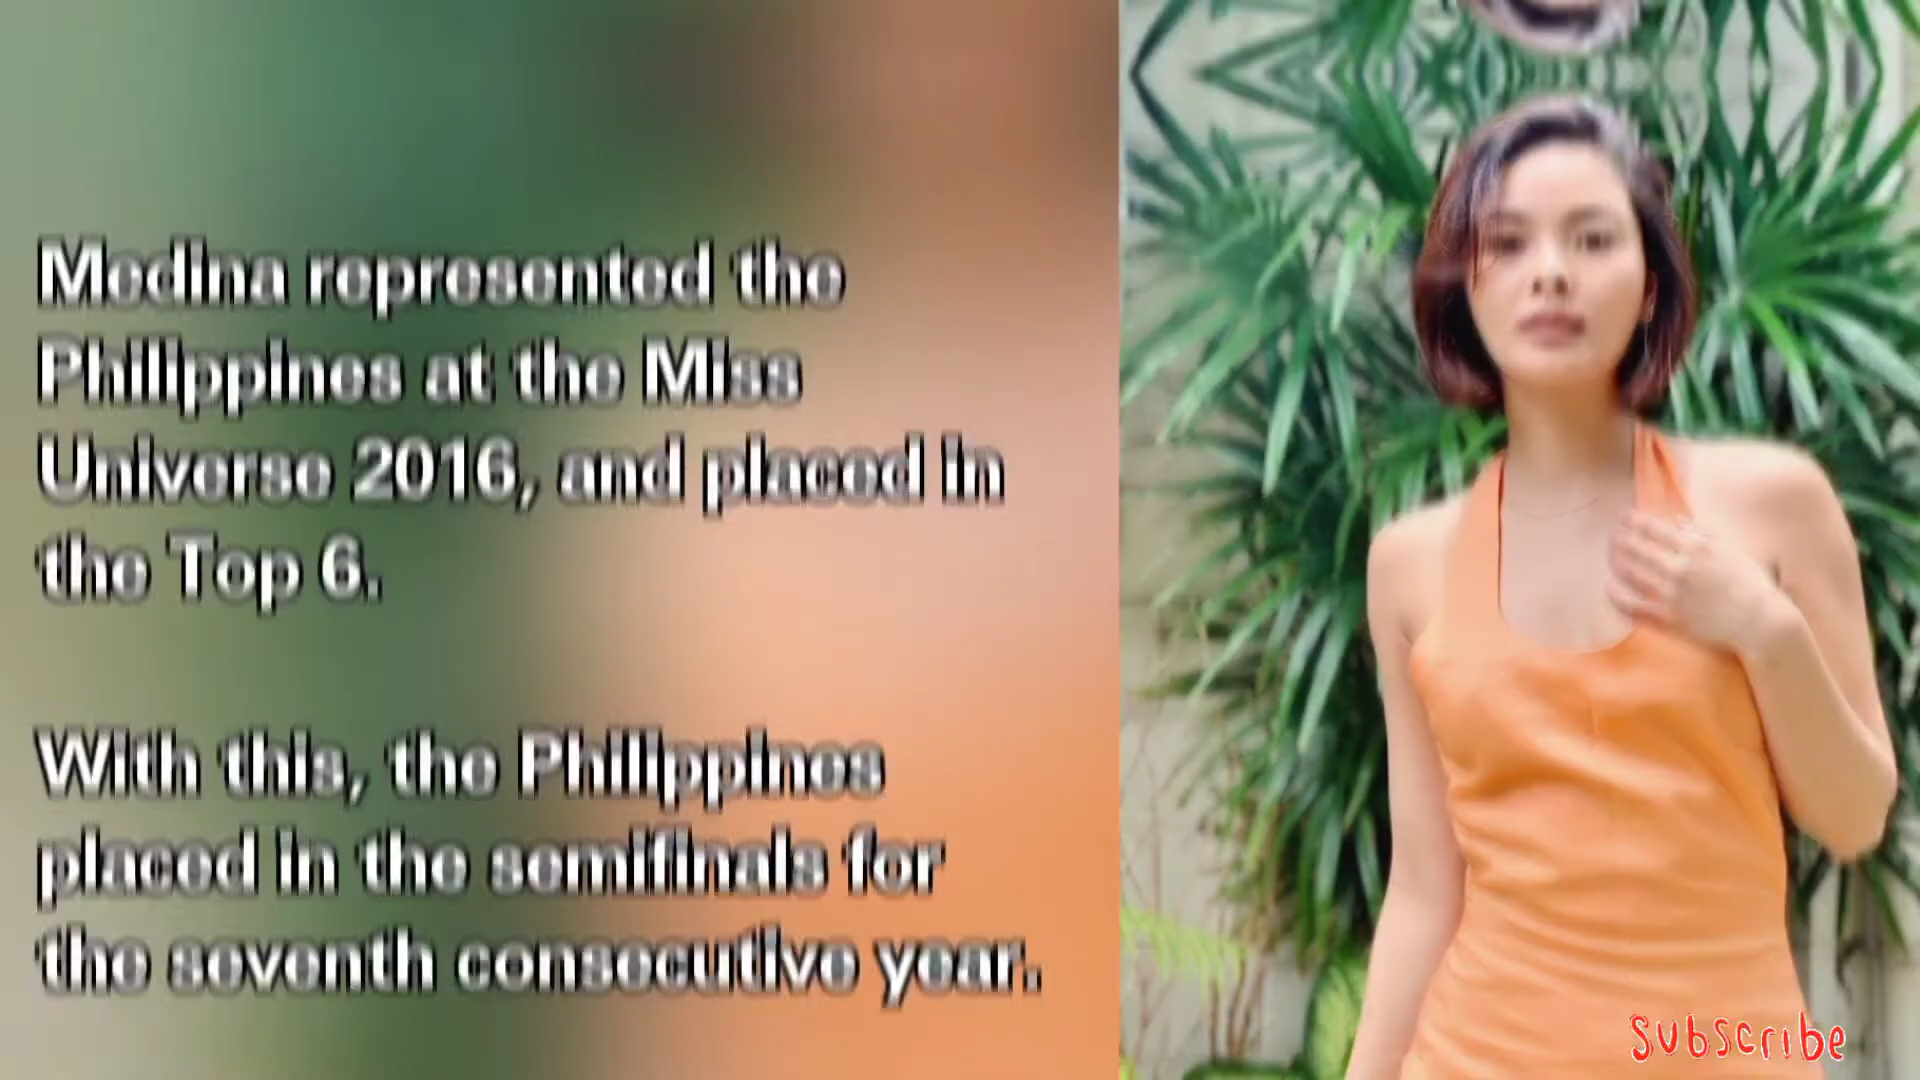 Medina represented the
Philippines at the Miss
Universe 2016, and placed in
the Top 6.
With this, the Philippines
placed in the semifinals for
the seventh consecutive year.
Subscribe